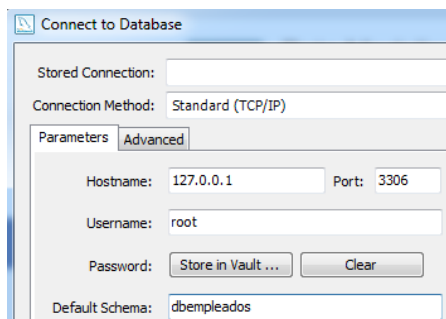 Connect to Database
Stored Connection:
Connection Method: Standard (TCP/IP)
Parameters Advanced
Hostname: 127.0.0.1 Port: 3306
Username: root
Password: Store in Vault ... Clear
Default Schema: dbempleados